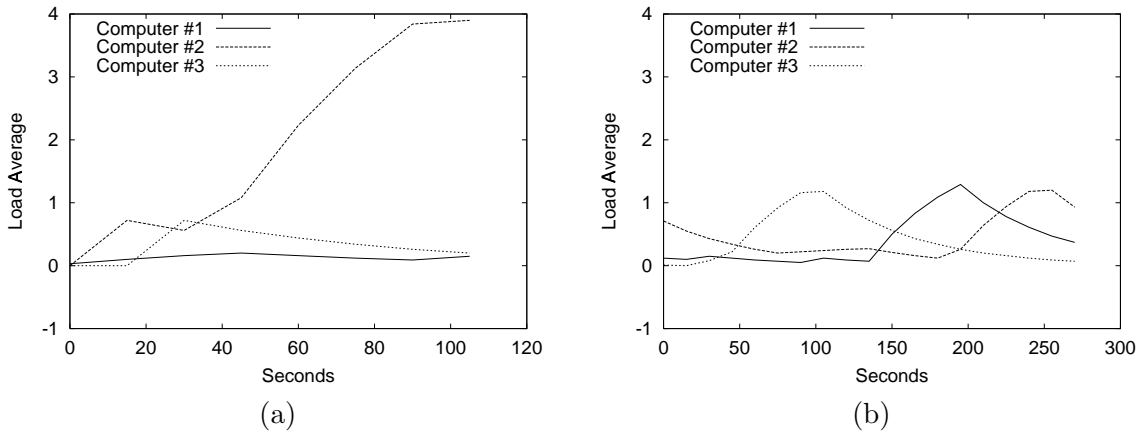 4
3
2
1
0
-1
Load Average
Computer #1
Computer #2
Computer #3
0 20 40 60 80 100 120
Seconds
(a)
4
3
2
1
0
-1
Load Average
Computer #1
Computer #2
Computer #3
0 50 100 150 200 250 300
Seconds
(b)